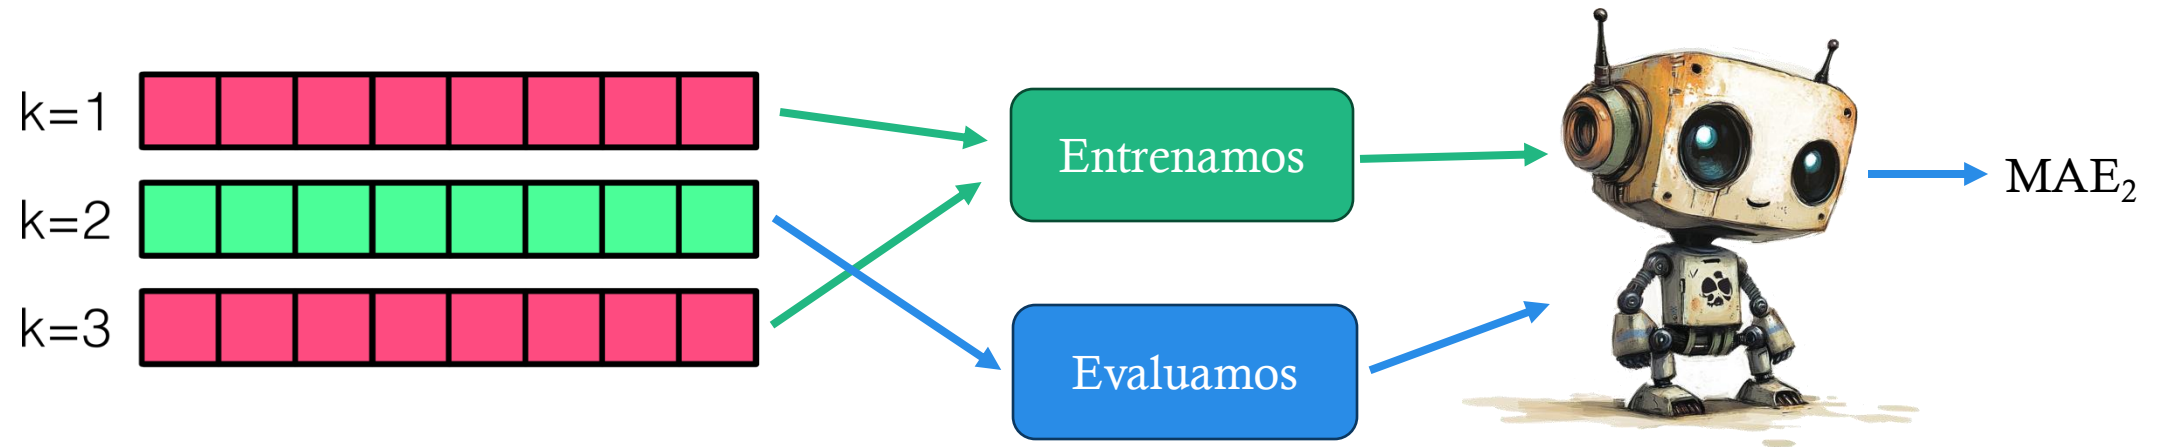 k=1
k=2
k=3
Entrenamos
Evaluamos
MAE₂